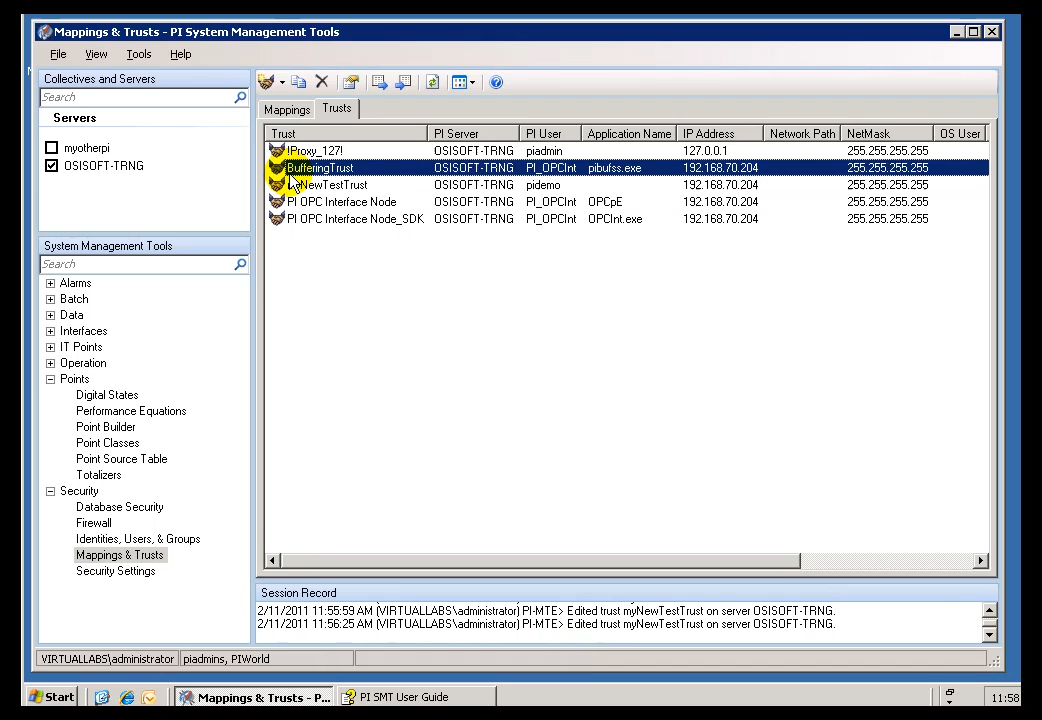 Mappings & Trusts - PI System Management Tools
File View Tools Help
Collectives and Servers
Search
Servers
myotherpi
OSISOFT-TRNG
System Management Tools
Search
Alarms
Batch
Data
Interfaces
IT Points
Operation
Points
Digital States
Performance Equations
Point Builder
Point Classes
Point Source Table
Totalizers
Security
Database Security
Firewall
Identities, Users, & Groups
Mappings & Trusts
Security Settings
Mappings Trusts
Trust PI Server PI User Application Name IP Address Network Path NetMask OS User
!Proxy_127! OSISOFT-TRNG piadmin 127.0.0.1 255.255.255.255
BufferingTrust OSISOFT-TRNG PI_OPCInt pibufss.exe 192.168.70.204 255.255.255.255
myNewTestTrust OSISOFT-TRNG pidemo 192.168.70.204 255.255.255.255
PI OPC Interface Node OSISOFT-TRNG PI_OPCInt OPCpE 192.168.70.204 255.255.255.255
PI OPC Interface Node_SDK OSISOFT-TRNG PI_OPCInt OPCInt.exe 192.168.70.204 255.255.255.255
Session Record
2/11/2011 11:55:59 AM (VIRTUALLABS\administrator) PI-MTE> Edited trust myNewTestTrust on server OSISOFT-TRNG.
2/11/2011 11:56:25 AM (VIRTUALLABS\administrator) PI-MTE> Edited trust myNewTestTrust on server OSISOFT-TRNG.
VIRTUALLABS\administrator piadmins, PIWorld
Start Mappings & Trusts - P... PI SMT User Guide 11:58